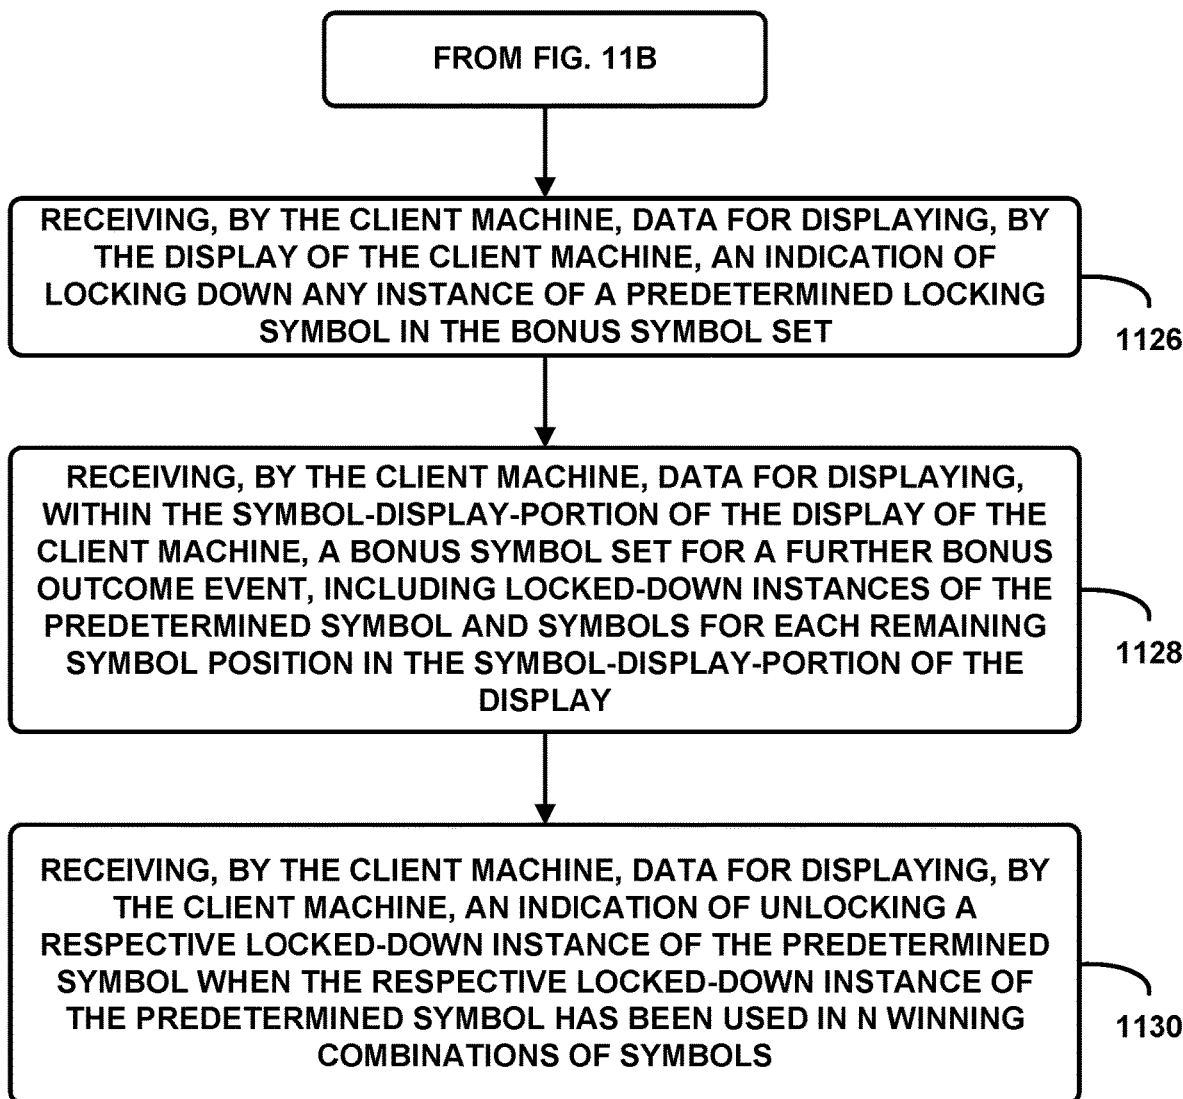 FROM FIG. 11B
RECEIVING, BY THE CLIENT MACHINE, DATA FOR DISPLAYING, BY
THE DISPLAY OF THE CLIENT MACHINE, AN INDICATION OF
LOCKING DOWN ANY INSTANCE OF A PREDETERMINED LOCKING
SYMBOL IN THE BONUS SYMBOL SET
1126
RECEIVING, BY THE CLIENT MACHINE, DATA FOR DISPLAYING,
WITHIN THE SYMBOL-DISPLAY-PORTION OF THE DISPLAY OF THE
CLIENT MACHINE, A BONUS SYMBOL SET FOR A FURTHER BONUS
OUTCOME EVENT, INCLUDING LOCKED-DOWN INSTANCES OF THE
PREDETERMINED SYMBOL AND SYMBOLS FOR EACH REMAINING
SYMBOL POSITION IN THE SYMBOL-DISPLAY-PORTION OF THE
DISPLAY
1128
RECEIVING, BY THE CLIENT MACHINE, DATA FOR DISPLAYING, BY
THE CLIENT MACHINE, AN INDICATION OF UNLOCKING A
RESPECTIVE LOCKED-DOWN INSTANCE OF THE PREDETERMINED
SYMBOL WHEN THE RESPECTIVE LOCKED-DOWN INSTANCE OF
THE PREDETERMINED SYMBOL HAS BEEN USED IN N WINNING
COMBINATIONS OF SYMBOLS
1130